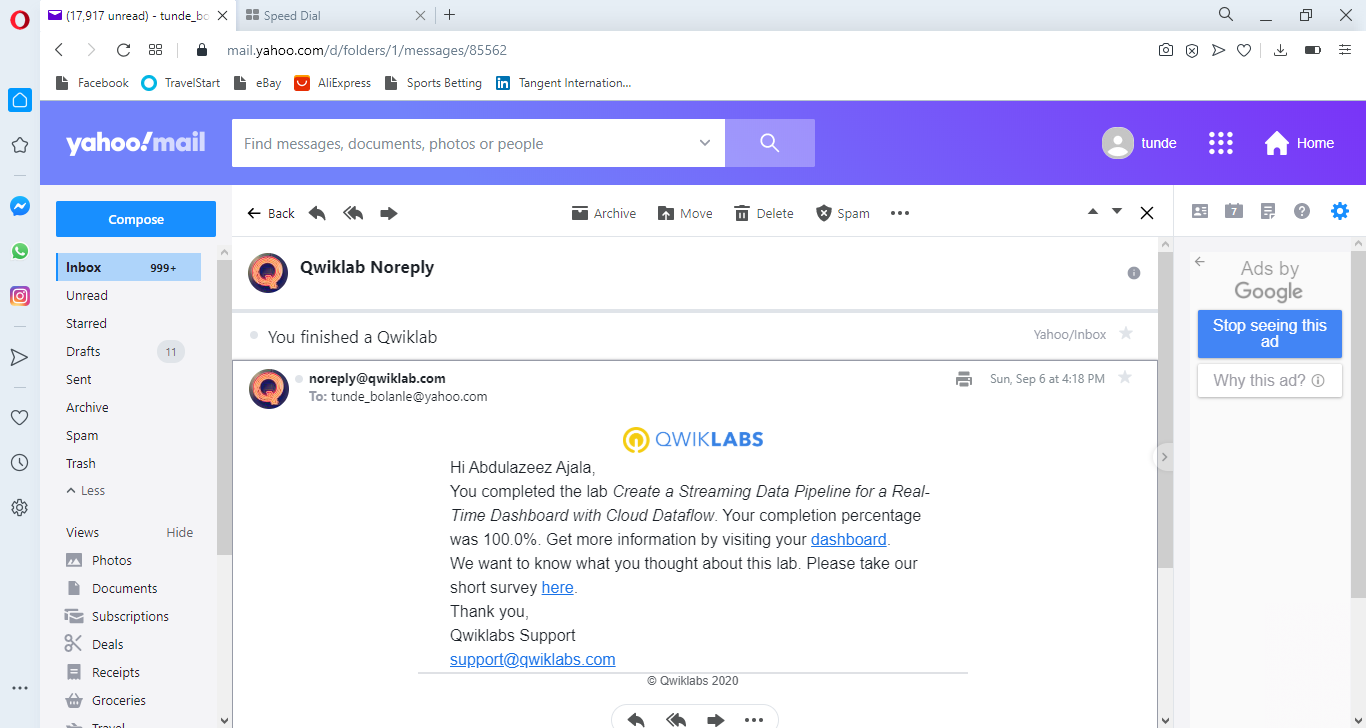 (17,917 unread) - tunde_bo
Speed Dial
mail.yahoo.com/d/folders/1/messages/85562
Facebook
TravelStart
eBay
AliExpress
Sports Betting
in
Tangent Internation...
yahoo!mail
Find messages, documents, photos or people
tunde
Home
Compose
Back
Archive
Move
Delete
Spam
7
?
Inbox 999+
Unread
Starred
Drafts 11
Sent
Archive
Spam
Trash
Less
Views Hide
Photos
Documents
Subscriptions
Deals
Receipts
Groceries
Travel
Qwiklab Noreply
You finished a Qwiklab
Yahoo/Inbox
noreply@qwiklab.com
Sun, Sep 6 at 4:18 PM
To: tunde_bolanle@yahoo.com
QWIKLABS
Hi Abdulazeez Ajala,
You completed the lab Create a Streaming Data Pipeline for a Real-
Time Dashboard with Cloud Dataflow. Your completion percentage
was 100.0%. Get more information by visiting your dashboard.
We want to know what you thought about this lab. Please take our
short survey here.
Thank you,
Qwiklabs Support
support@qwiklabs.com
© Qwiklabs 2020
Ads by
Google
Stop seeing this
ad
Why this ad?